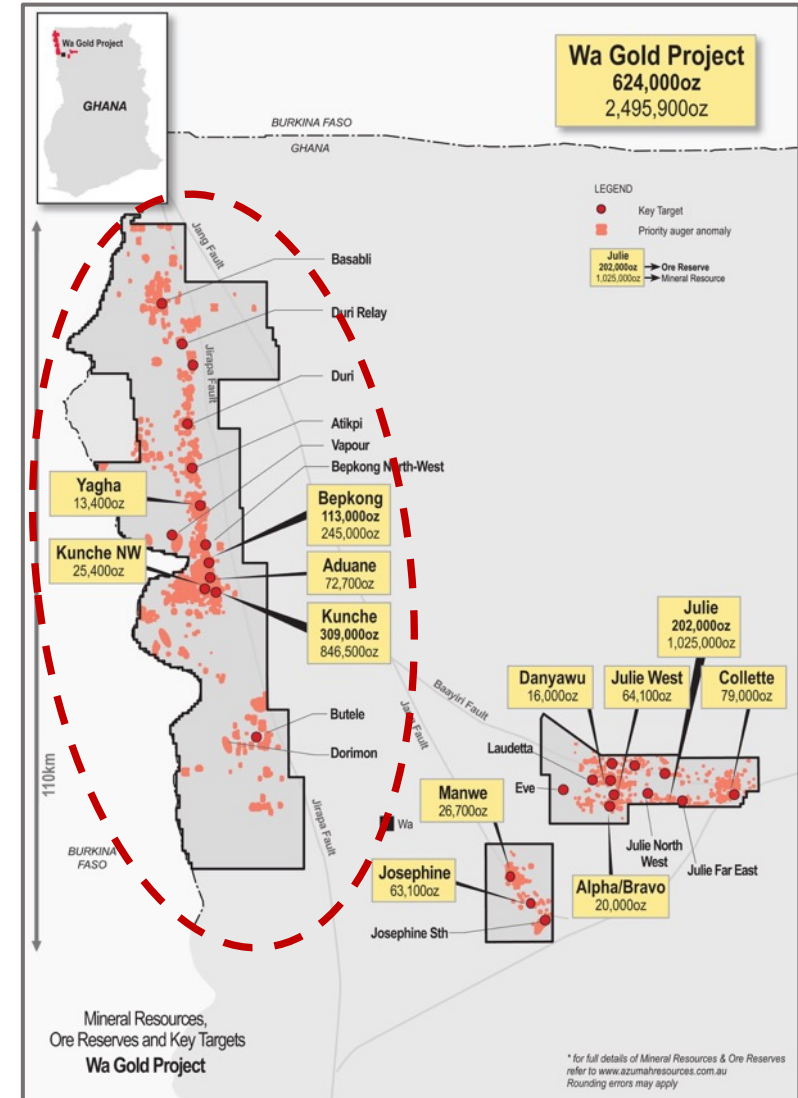 Wa Gold Project
GHANA
Wa Gold Project
624,000oz
2,495,900oz
BURKINA FASO
GHANA
LEGEND
Key Target
Priority auger anomaly
Julie
202,000oz
Ore Reserve
1,025,000oz
Mineral Resource
Jang Fault
Basabli
Duri Relay
Jirapa Fault
Duri
Atikpi
Vapour
Bepkong North-West
Yagha
13,400oz
Bepkong
113,000oz
245,000oz
Kunche NW
25,400oz
Aduane
72,700oz
Kunche
309,000oz
846,500oz
Julie
202,000oz
1,025,000oz
Danyawu
16,000oz
Julie West
64,100oz
Collette
79,000oz
Baayiri Fault
Jang Fault
Butele
Dorimon
Laudetta
Eve
110km
Manwe
26,700oz
Jirapa Fault
Wa
BURKINA
FASO
Julie North
West
Julie Far East
Josephine
63,100oz
Alpha/Bravo
20,000oz
Josephine Sth
Mineral Resources,
Ore Reserves and Key Targets
Wa Gold Project
* for full details of Mineral Resources & Ore Reserves
refer to www.azumahresources.com.au
Rounding errors may apply